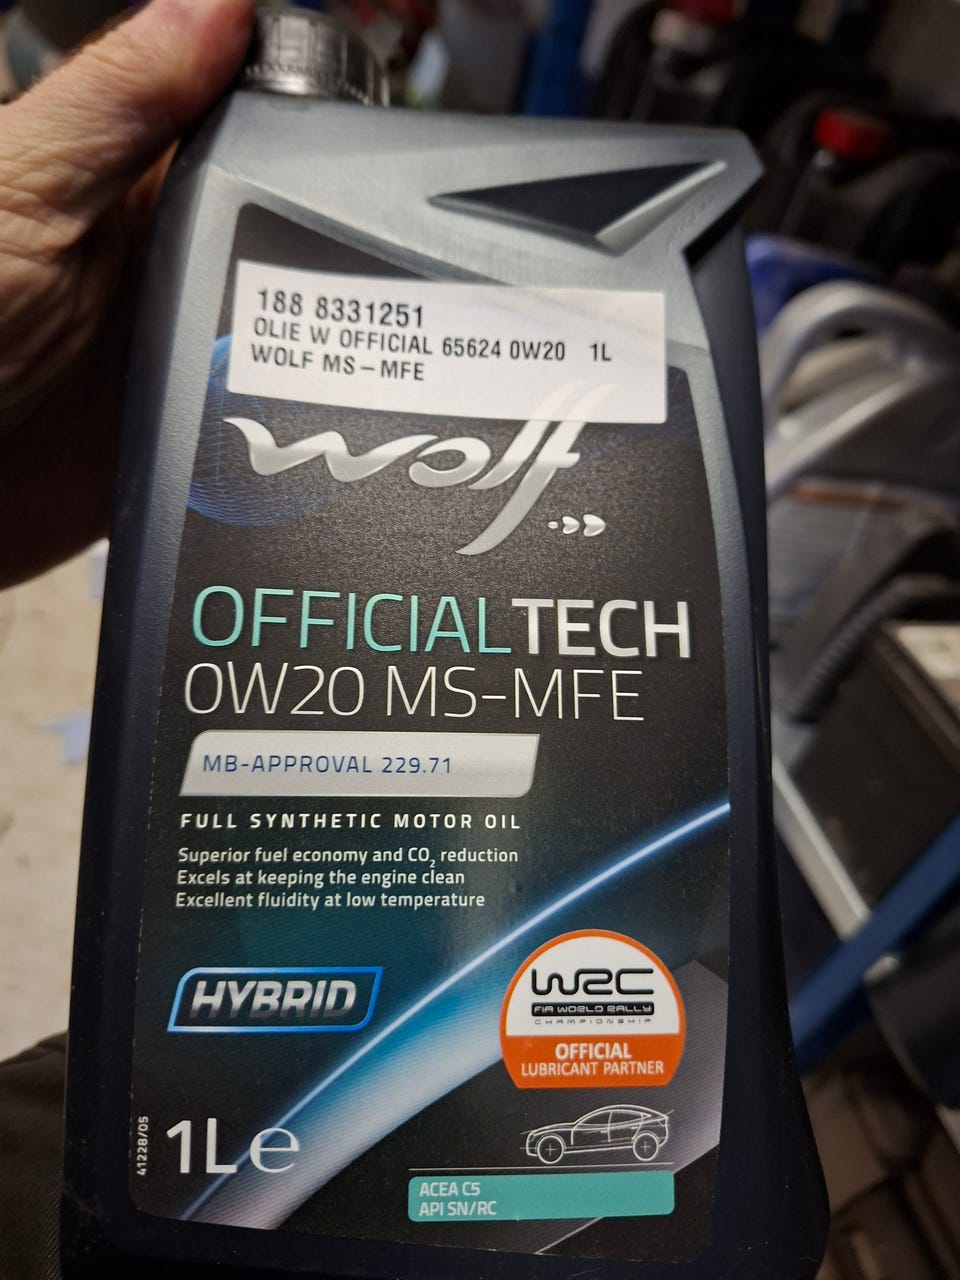 188 8331251
OLIE W OFFICIAL 65624 0W20 1L
WOLF MS-MFE
wolf
OFFICIALTECH
0W20 MS-MFE
MB-APPROVAL 229.71
FULL SYNTHETIC MOTOR OIL
Superior fuel economy and CO₂ reduction
Excels at keeping the engine clean
Excellent fluidity at low temperature
HYBRID
WRC
FIA WORLD RALLY
CHAMPIONSHIP
OFFICIAL
LUBRICANT PARTNER
41228/05
1L e
ACEA C5
API SN/RC